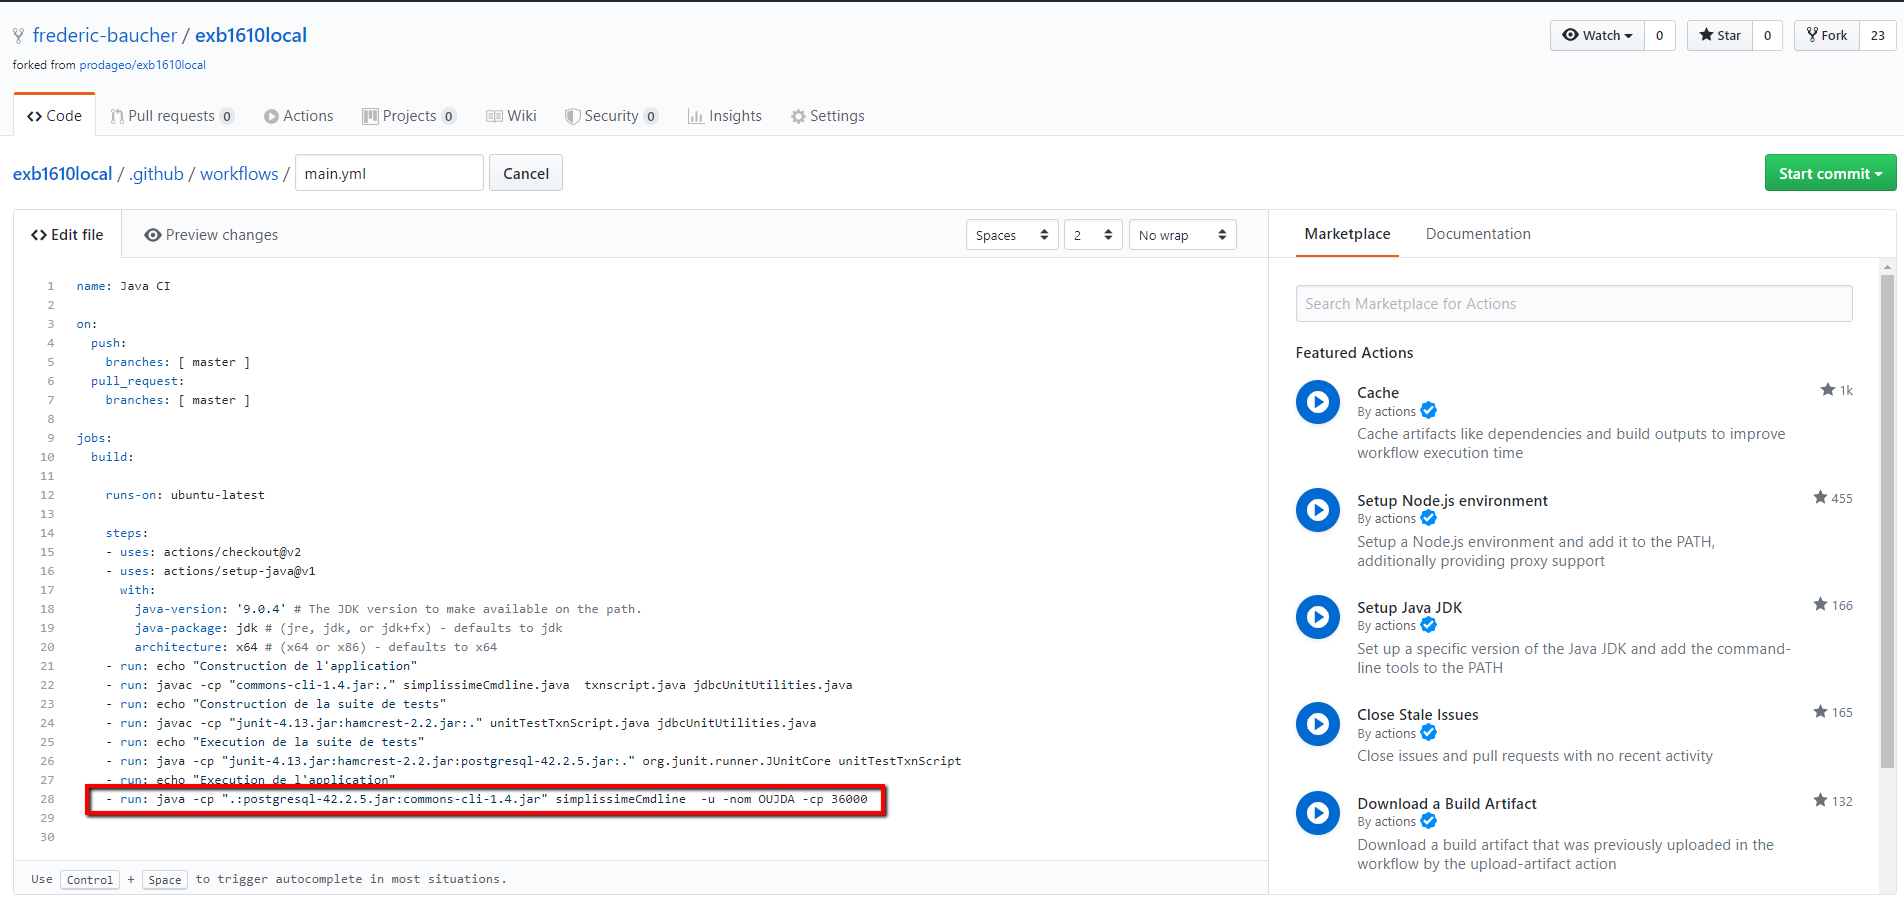 frederic-baucher / exb1610local
Watch 0 Star 0 Fork 23
forked from prodageo/exb1610local
Code Pull requests 0 Actions Projects 0 Wiki Security 0 Insights Settings
exb1610local / .github / workflows / main.yml Cancel Start commit
Edit file Preview changes Spaces 2 No wrap
1 name: Java CI
2
3 on:
4 push:
5 branches: [ master ]
6 pull_request:
7 branches: [ master ]
8
9 jobs:
10 build:
11
12 runs-on: ubuntu-latest
13
14 steps:
15 - uses: actions/checkout@v2
16 - uses: actions/setup-java@v1
17 with:
18 java-version: '9.0.4' # The JDK version to make available on the path.
19 java-package: jdk # (jre, jdk, or jdk+fx) - defaults to jdk
20 architecture: x64 # (x64 or x86) - defaults to x64
21 - run: echo "Construction de l'application"
22 - run: javac -cp "commons-cli-1.4.jar:." simplissimeCmdline.java txnscript.java jdbcUnitUtilities.java
23 - run: echo "Construction de la suite de tests"
24 - run: javac -cp "junit-4.13.jar:hamcrest-2.2.jar:." unitTestTxnScript.java jdbcUnitUtilities.java
25 - run: echo "Execution de la suite de tests"
26 - run: java -cp "junit-4.13.jar:hamcrest-2.2.jar:postgresql-42.2.5.jar:." org.junit.runner.JUnitCore unitTestTxnScript
27 - run: echo "Execution de l'application"
28 - run: java -cp ".:postgresql-42.2.5.jar:commons-cli-1.4.jar" simplissimeCmdline -u -nom OUJDA -cp 36000
29
30
Use Control + Space to trigger autocomplete in most situations.
Marketplace Documentation
Search Marketplace for Actions
Featured Actions
Cache 1k
By actions
Cache artifacts like dependencies and build outputs to improve
workflow execution time
Setup Node.js environment 455
By actions
Setup a Node.js environment and add it to the PATH,
additionally providing proxy support
Setup Java JDK 166
By actions
Set up a specific version of the Java JDK and add the command-
line tools to the PATH
Close Stale Issues 165
By actions
Close issues and pull requests with no recent activity
Download a Build Artifact 132
By actions
Download a build artifact that was previously uploaded in the
workflow by the upload-artifact action